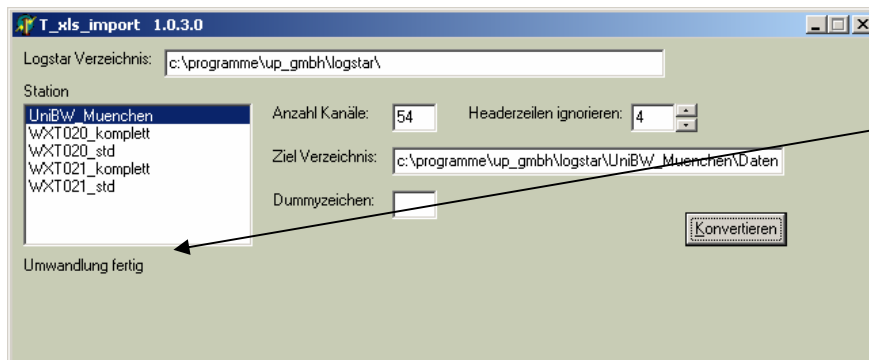 T_xls_import 1.0.3.0
Logstar Verzeichnis: c:\programme\up_gmbh\logstar\
Station
UniBW_Muenchen
WXT020_komplett
WXT020_std
WXT021_komplett
WXT021_std
Anzahl Kanäle: 54 Headerzeilen ignorieren: 4
Ziel Verzeichnis: c:\programme\up_gmbh\logstar\UniBW_Muenchen\Daten
Dummyzeichen:
Konvertieren
Umwandlung fertig